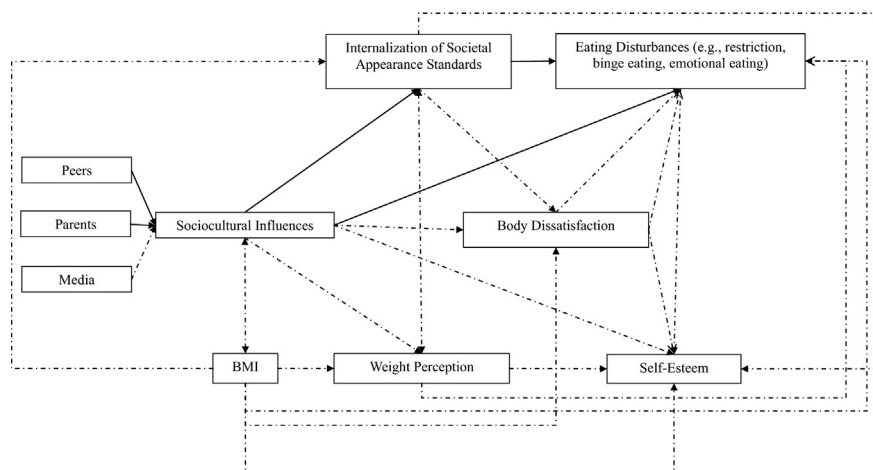 Internalization of Societal
Appearance Standards
Eating Disturbances (e.g., restriction,
binge eating, emotional eating)
Peers
Parents
Media
Sociocultural Influences
Body Dissatisfaction
BMI
Weight Perception
Self-Esteem